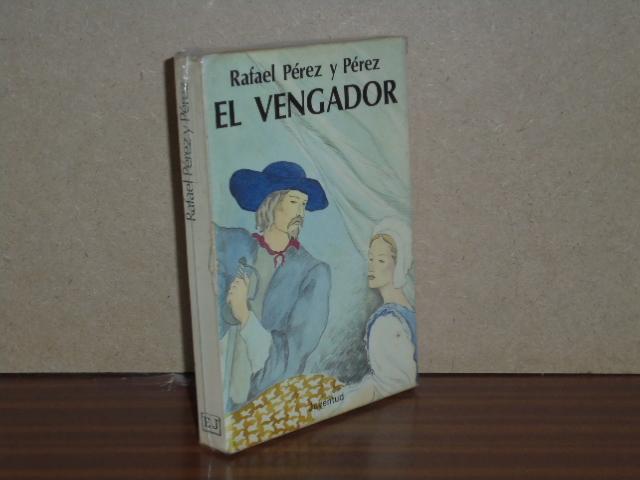 Rafael Pérez y Pérez
EL VENGADOR
Juventud
Rafael Pérez y Pérez
EJ